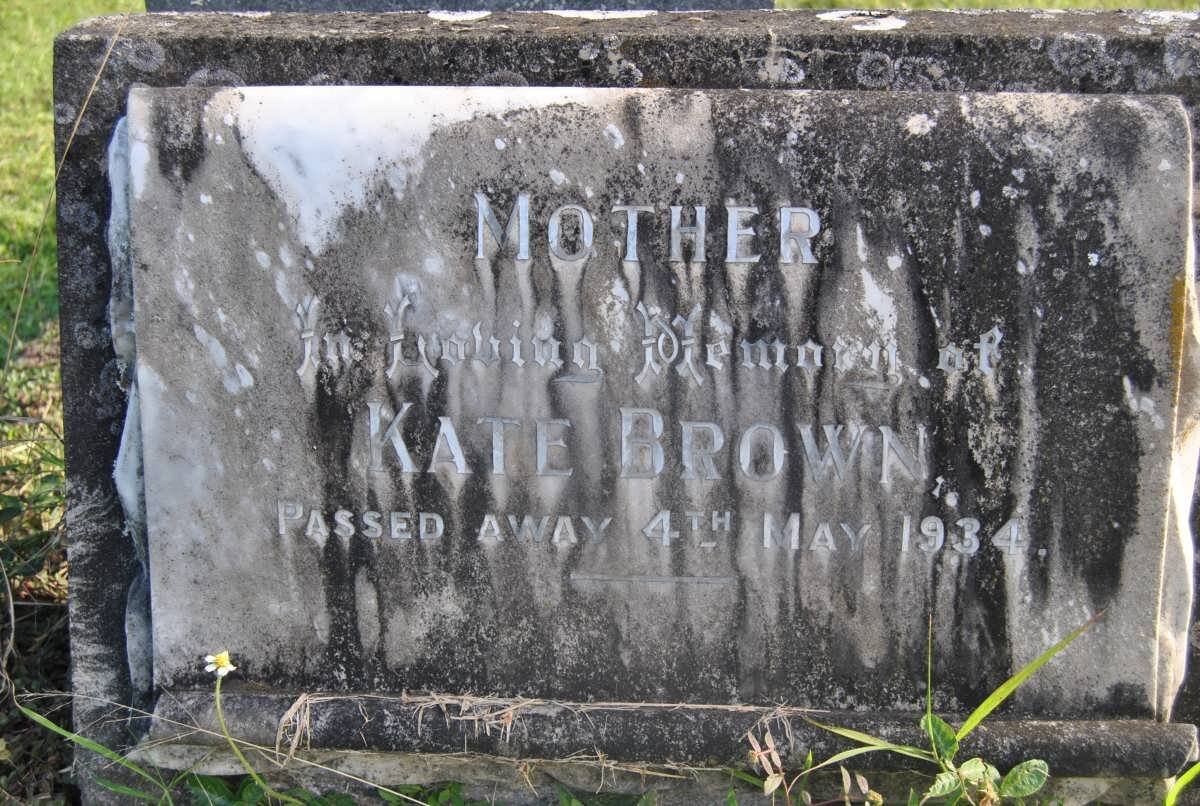 MOTHER
In Loving Memory of
KATE BROWN,
PASSED AWAY 4TH MAY 1934.